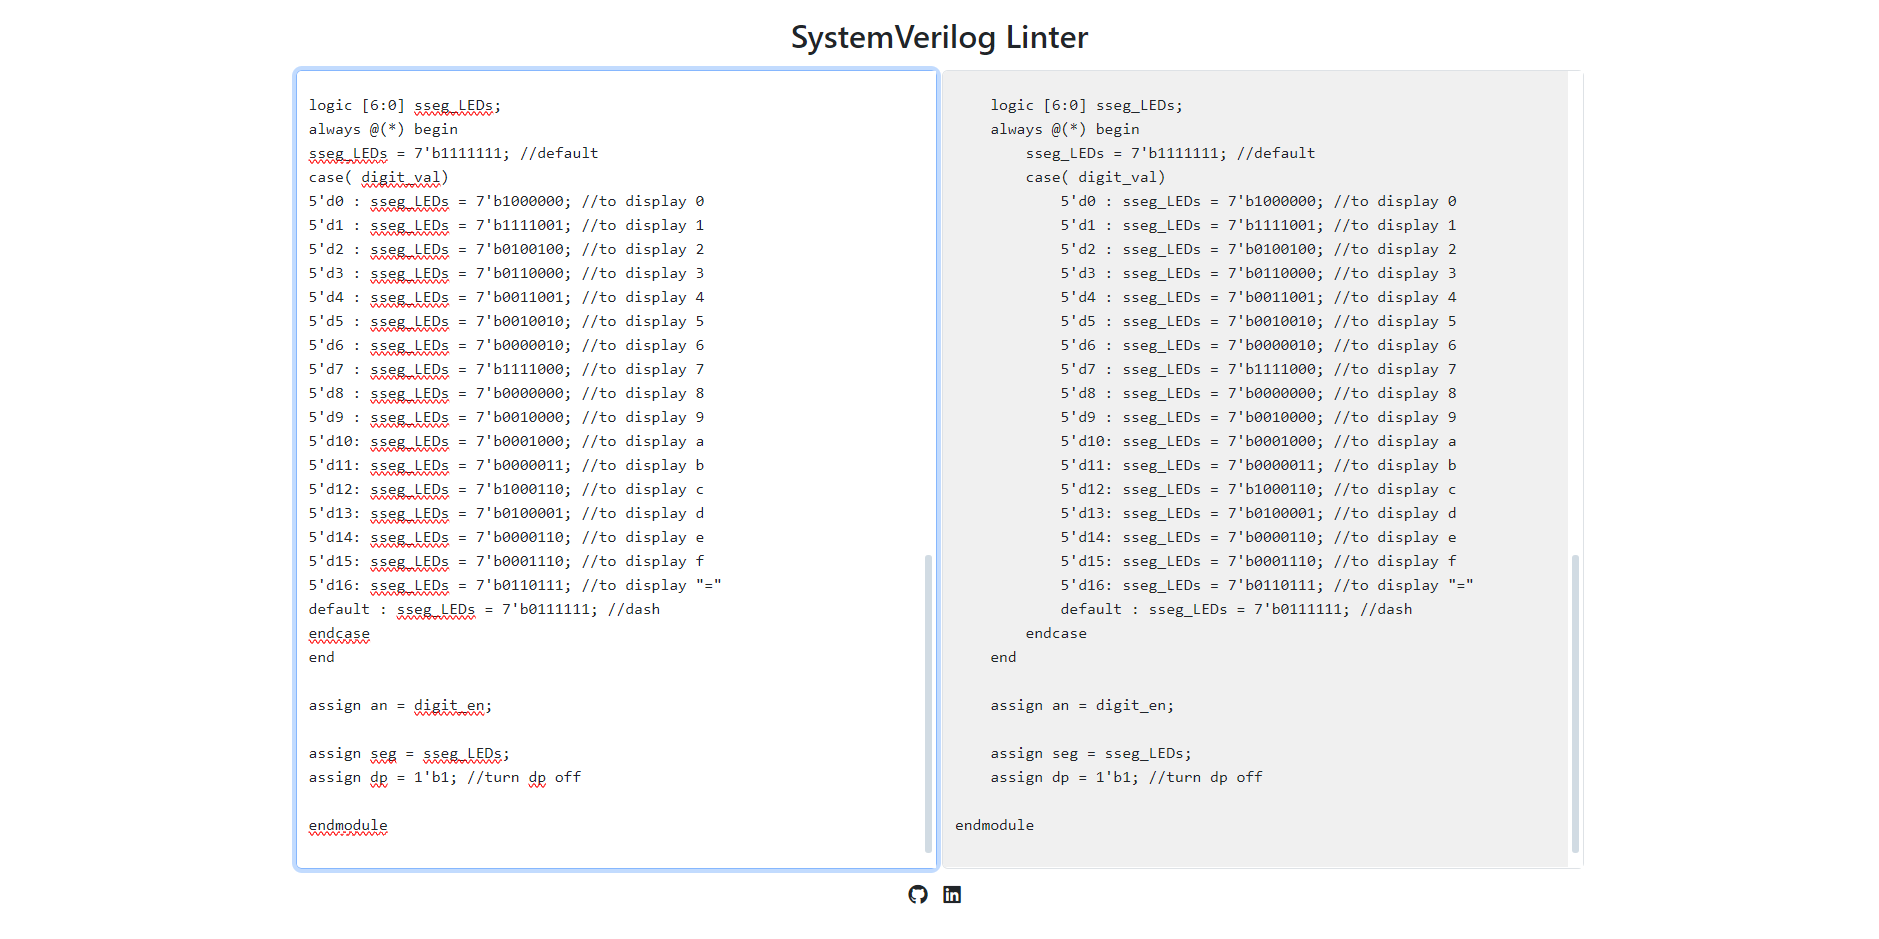 SystemVerilog Linter
logic [6:0] sseg_LEDs;
always @(*) begin
sseg_LEDs = 7'b1111111; //default
case( digit_val)
5'd0 : sseg_LEDs = 7'b1000000; //to display 0
5'd1 : sseg_LEDs = 7'b1111001; //to display 1
5'd2 : sseg_LEDs = 7'b0100100; //to display 2
5'd3 : sseg_LEDs = 7'b0110000; //to display 3
5'd4 : sseg_LEDs = 7'b0011001; //to display 4
5'd5 : sseg_LEDs = 7'b0010010; //to display 5
5'd6 : sseg_LEDs = 7'b0000010; //to display 6
5'd7 : sseg_LEDs = 7'b1111000; //to display 7
5'd8 : sseg_LEDs = 7'b0000000; //to display 8
5'd9 : sseg_LEDs = 7'b0010000; //to display 9
5'd10: sseg_LEDs = 7'b0001000; //to display a
5'd11: sseg_LEDs = 7'b0000011; //to display b
5'd12: sseg_LEDs = 7'b1000110; //to display c
5'd13: sseg_LEDs = 7'b0100001; //to display d
5'd14: sseg_LEDs = 7'b0000110; //to display e
5'd15: sseg_LEDs = 7'b0001110; //to display f
5'd16: sseg_LEDs = 7'b0110111; //to display "="
default : sseg_LEDs = 7'b0111111; //dash
endcase
end
assign an = digit_en;
assign seg = sseg_LEDs;
assign dp = 1'b1; //turn dp off
endmodule
logic [6:0] sseg_LEDs;
always @(*) begin
sseg_LEDs = 7'b1111111; //default
case( digit_val)
5'd0 : sseg_LEDs = 7'b1000000; //to display 0
5'd1 : sseg_LEDs = 7'b1111001; //to display 1
5'd2 : sseg_LEDs = 7'b0100100; //to display 2
5'd3 : sseg_LEDs = 7'b0110000; //to display 3
5'd4 : sseg_LEDs = 7'b0011001; //to display 4
5'd5 : sseg_LEDs = 7'b0010010; //to display 5
5'd6 : sseg_LEDs = 7'b0000010; //to display 6
5'd7 : sseg_LEDs = 7'b1111000; //to display 7
5'd8 : sseg_LEDs = 7'b0000000; //to display 8
5'd9 : sseg_LEDs = 7'b0010000; //to display 9
5'd10: sseg_LEDs = 7'b0001000; //to display a
5'd11: sseg_LEDs = 7'b0000011; //to display b
5'd12: sseg_LEDs = 7'b1000110; //to display c
5'd13: sseg_LEDs = 7'b0100001; //to display d
5'd14: sseg_LEDs = 7'b0000110; //to display e
5'd15: sseg_LEDs = 7'b0001110; //to display f
5'd16: sseg_LEDs = 7'b0110111; //to display "="
default : sseg_LEDs = 7'b0111111; //dash
endcase
end
assign an = digit_en;
assign seg = sseg_LEDs;
assign dp = 1'b1; //turn dp off
endmodule